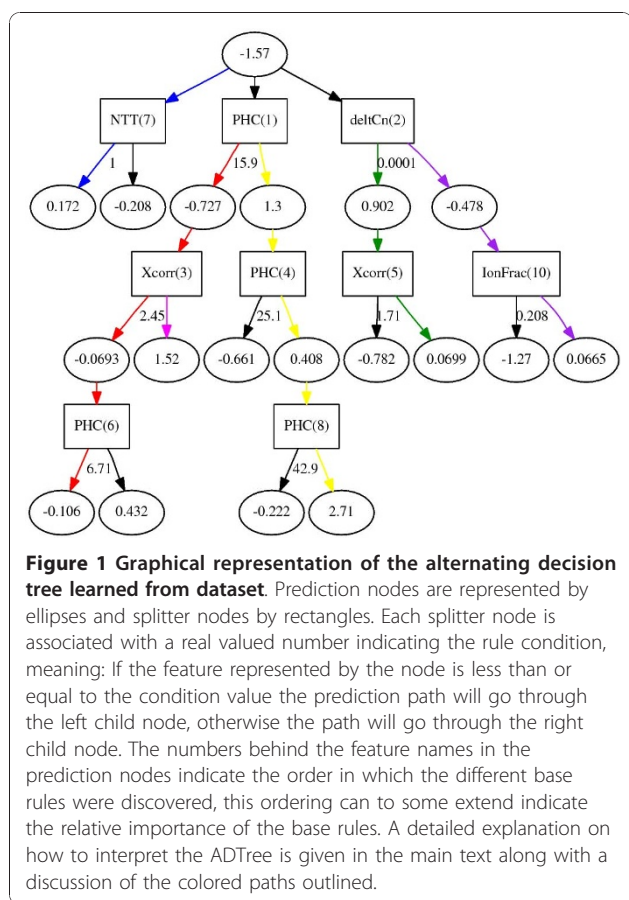 -1.57
NTT(7) PHC(1) deltCn(2)
1 15.9 0.0001
0.172 -0.208 -0.727 1.3 0.902 -0.478
Xcorr(3) PHC(4) Xcorr(5) IonFrac(10)
2.45 25.1 1.71 0.208
-0.0693 1.52 -0.661 0.408 -0.782 0.0699 -1.27 0.0665
PHC(6) PHC(8)
6.71 42.9
-0.106 0.432 -0.222 2.71
Figure 1 Graphical representation of the alternating decision
tree learned from dataset. Prediction nodes are represented by
ellipses and splitter nodes by rectangles. Each splitter node is
associated with a real valued number indicating the rule condition,
meaning: If the feature represented by the node is less than or
equal to the condition value the prediction path will go through
the left child node, otherwise the path will go through the right
child node. The numbers behind the feature names in the
prediction nodes indicate the order in which the different base
rules were discovered, this ordering can to some extend indicate
the relative importance of the base rules. A detailed explanation on
how to interpret the ADTree is given in the main text along with a
discussion of the colored paths outlined.